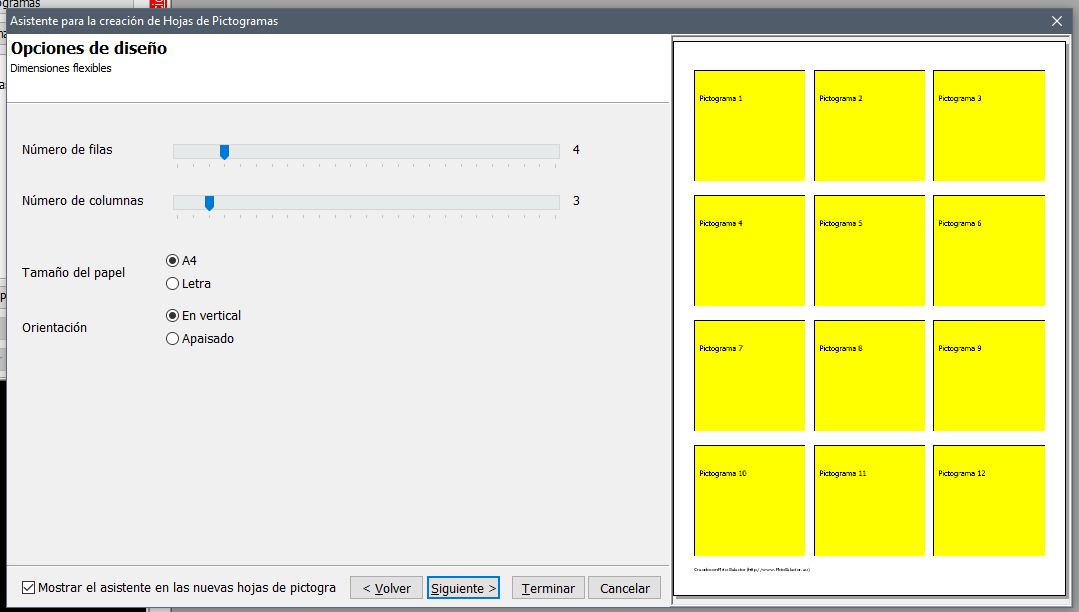 ogramas
Asistente para la creación de Hojas de Pictogramas
Opciones de diseño
Dimensiones flexibles
Número de filas
4
Número de columnas
3
Tamaño del papel
A4
Letra
Orientación
En vertical
Apaisado
Mostrar el asistente en las nuevas hojas de pictogra
< Volver
Siguiente >
Terminar
Cancelar
Pictograma 1
Pictograma 2
Pictograma 3
Pictograma 4
Pictograma 5
Pictograma 6
Pictograma 7
Pictograma 8
Pictograma 9
Pictograma 10
Pictograma 11
Pictograma 12